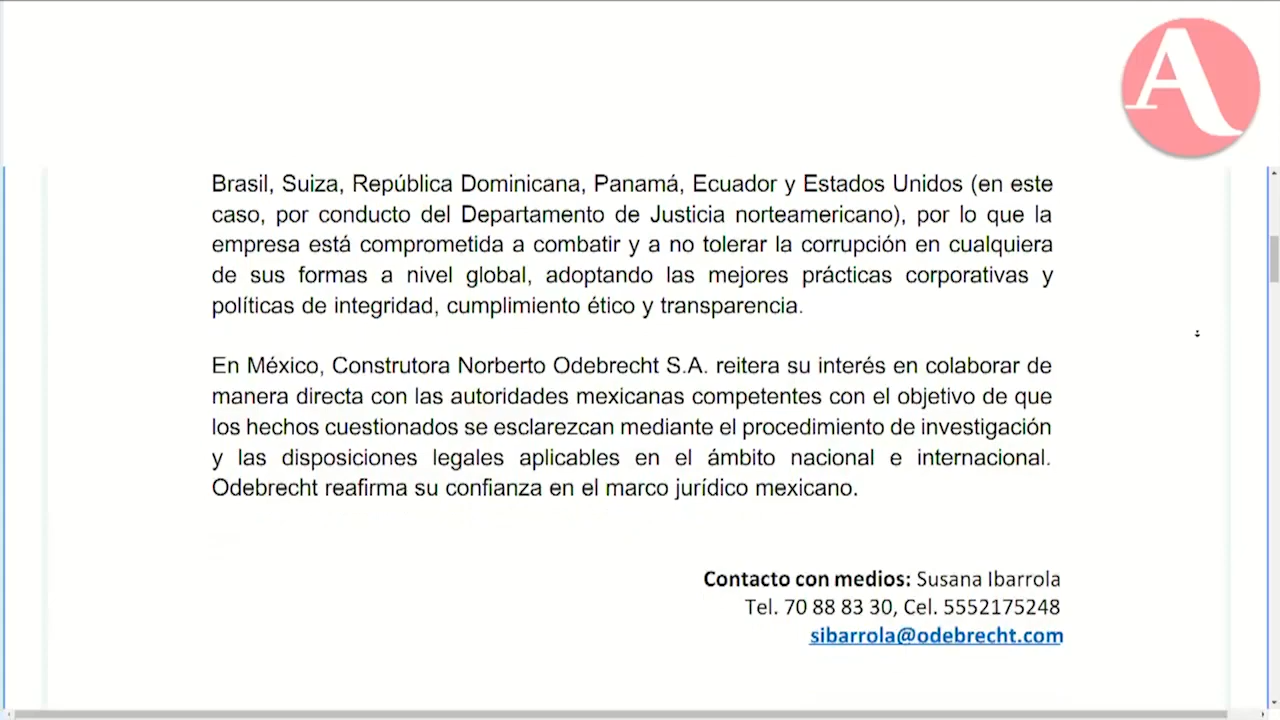 A
Brasil, Suiza, República Dominicana, Panamá, Ecuador y Estados Unidos (en este
caso, por conducto del Departamento de Justicia norteamericano), por lo que la
empresa está comprometida a combatir y a no tolerar la corrupción en cualquiera
de sus formas a nivel global, adoptando las mejores prácticas corporativas y
políticas de integridad, cumplimiento ético y transparencia.
En México, Construtora Norberto Odebrecht S.A. reitera su interés en colaborar de
manera directa con las autoridades mexicanas competentes con el objetivo de que
los hechos cuestionados se esclarezcan mediante el procedimiento de investigación
y las disposiciones legales aplicables en el ámbito nacional e internacional.
Odebrecht reafirma su confianza en el marco jurídico mexicano.
Contacto con medios: Susana Ibarrola
Tel. 70 88 83 30, Cel. 5552175248
sibarrola@odebrecht.com